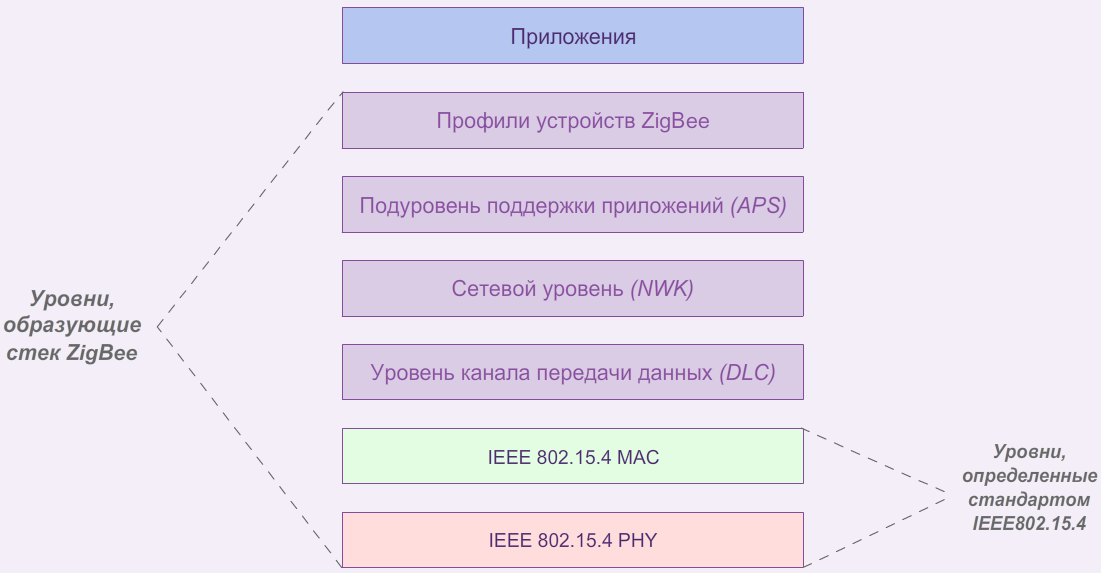 Приложения
Профили устройств ZigBee
Подуровень поддержки приложений (APS)
Сетевой уровень (NWK)
Уровни,
образующие
стек ZigBee
Уровень канала передачи данных (DLC)
IEEE 802.15.4 MAC
Уровни,
определенные
стандартом
IEEE802.15.4
IEEE 802.15.4 PHY